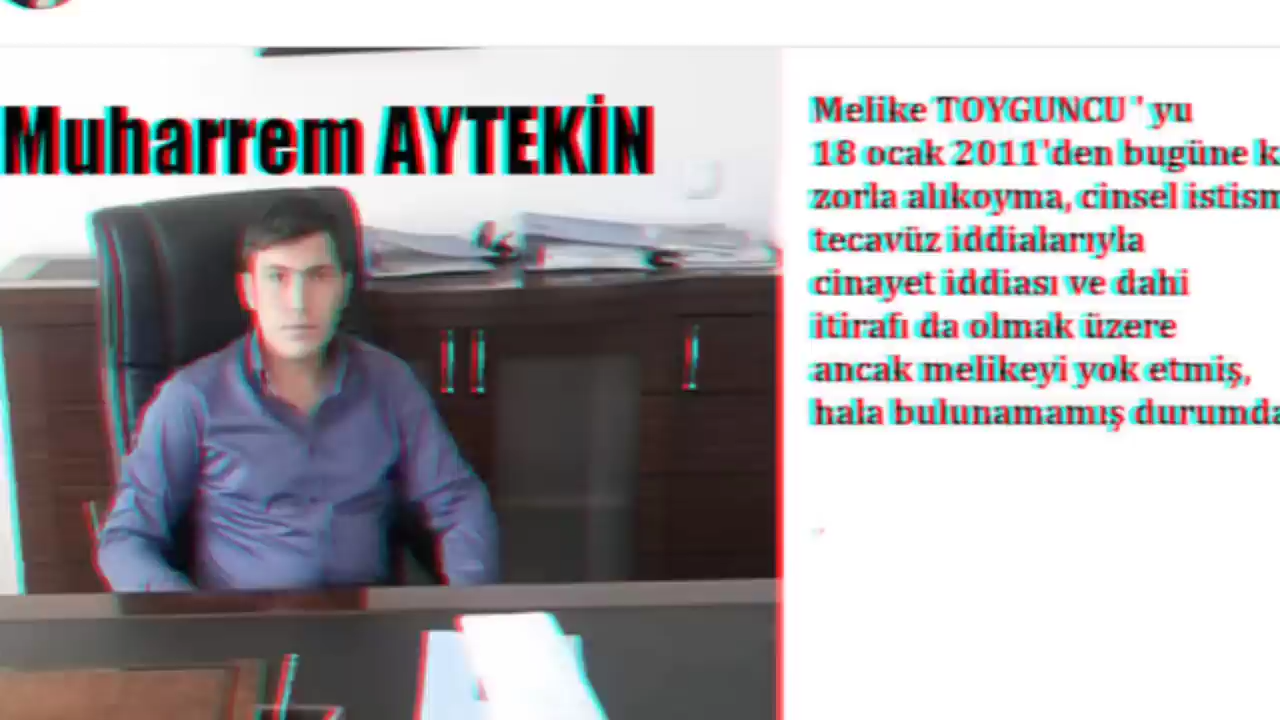 Muharrem AYTEKİN
Melike TOYGUNCU ' yu
18 ocak 2011'den bugüne
zorla alıkoyma, cinsel
tecavüz iddialarıyla
cinayet iddiası ve dahi
itirafı da olmak üzere
ancak melikeyi yok etmiş,
hala bulunamamış